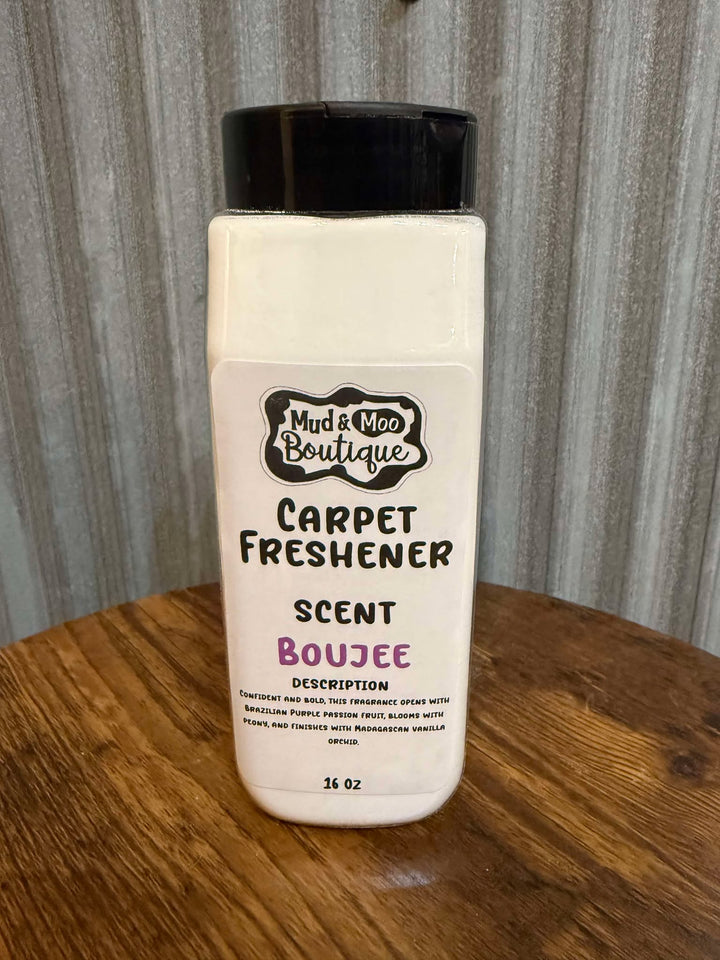 Mud & Moo
Boutique
CARPET
FRESHENER
SCENT
BOUJEE
DESCRIPTION
CONFIDENT AND BOLD, THIS FRAGRANCE OPENS WITH
BRAZILIAN PURPLE PASSION FRUIT, BLOOMS WITH
PEONY, AND FINISHES WITH MADAGASCAN VANILLA
ORCHID.
16 OZ